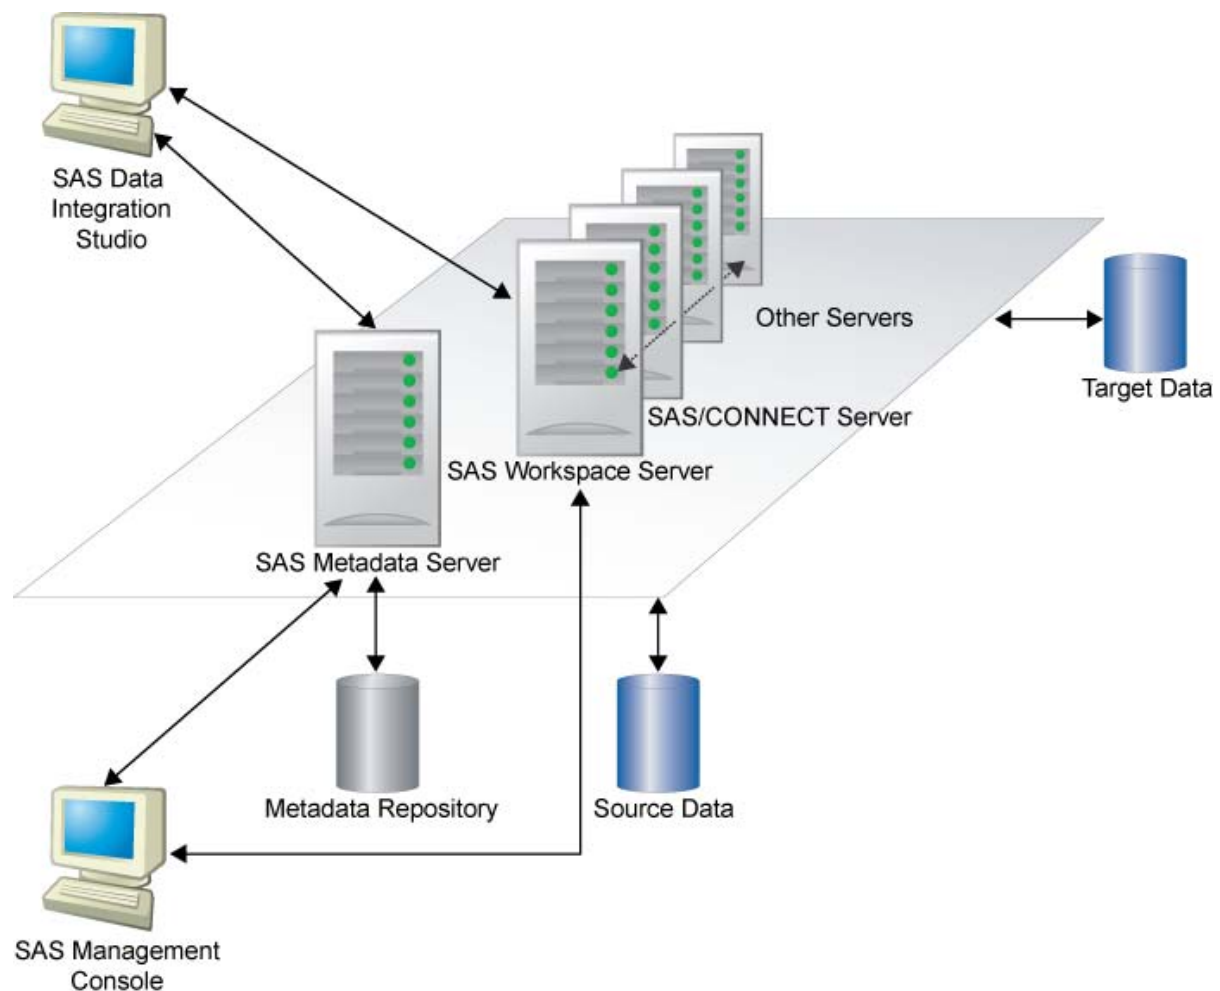 SAS Data
Integration
Studio
Other Servers
Target Data
SAS/CONNECT Server
SAS Workspace Server
SAS Metadata Server
Metadata Repository
Source Data
SAS Management
Console